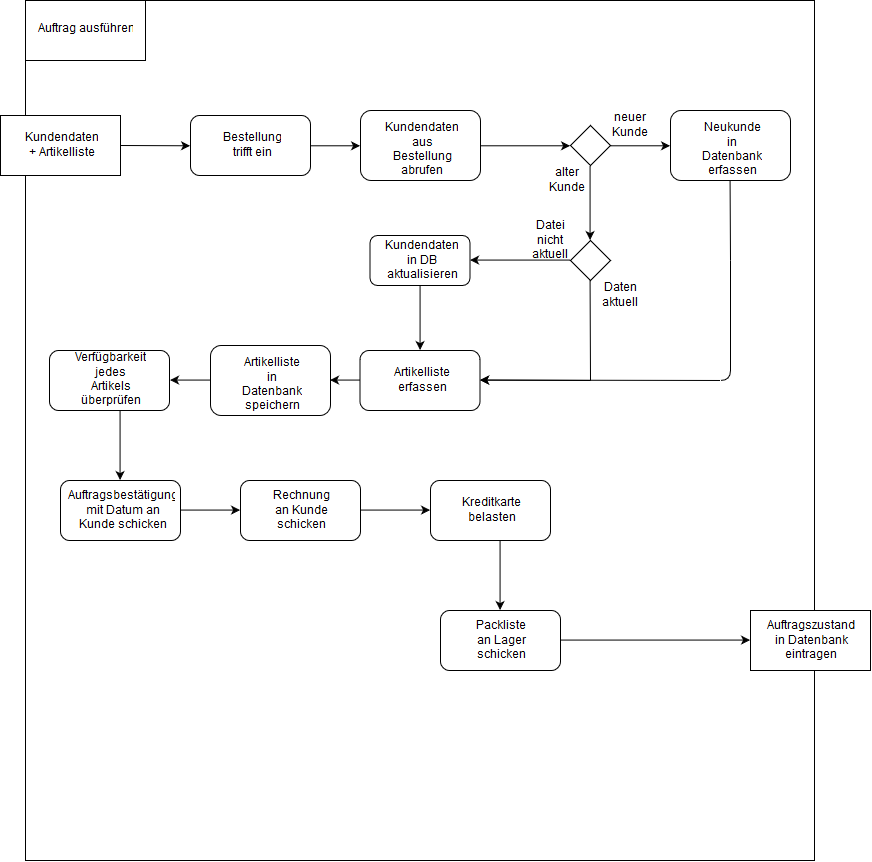 Auftrag ausführen
Kundendaten
+ Artikelliste
Bestellung
trifft ein
Kundendaten
aus
Bestellung
abrufen
neuer
Kunde
Neukunde
in
Datenbank
erfassen
alter
Kunde
Datei
nicht
aktuell
Kundendaten
in DB
aktualisieren
Daten
aktuell
Verfügbarkeit
jedes
Artikels
überprüfen
Artikelliste
in
Datenbank
speichern
Artikelliste
erfassen
Auftragsbestätigung
mit Datum an
Kunde schicken
Rechnung
an Kunde
schicken
Kreditkarte
belasten
Packliste
an Lager
schicken
Auftragszustand
in Datenbank
eintragen